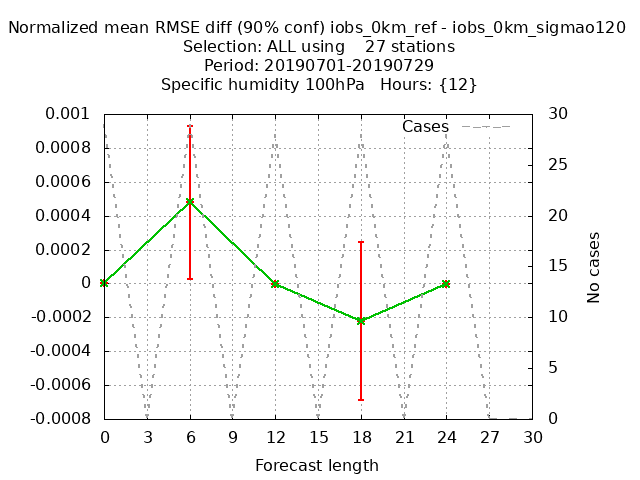 Normalized mean RMSE diff (90% conf) iobs_0km_ref - iobs_0km_sigmao120
Selection: ALL using    27 stations
Period: 20190701-20190729
Specific humidity 100hPa   Hours: {12}
Cases
0.001
0.0008
0.0006
0.0004
0.0002
0
-0.0002
-0.0004
-0.0006
-0.0008
30
25
20
15
10
5
0
No cases
0 3 6 9 12 15 18 21 24 27 30
Forecast length